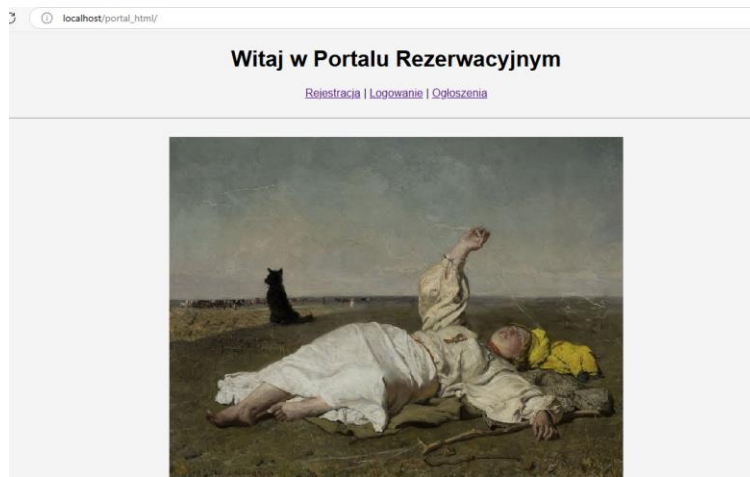 localhost/portal_html/
Witaj w Portalu Rezerwacyjnym
Rejestracja | Logowanie | Ogłoszenia